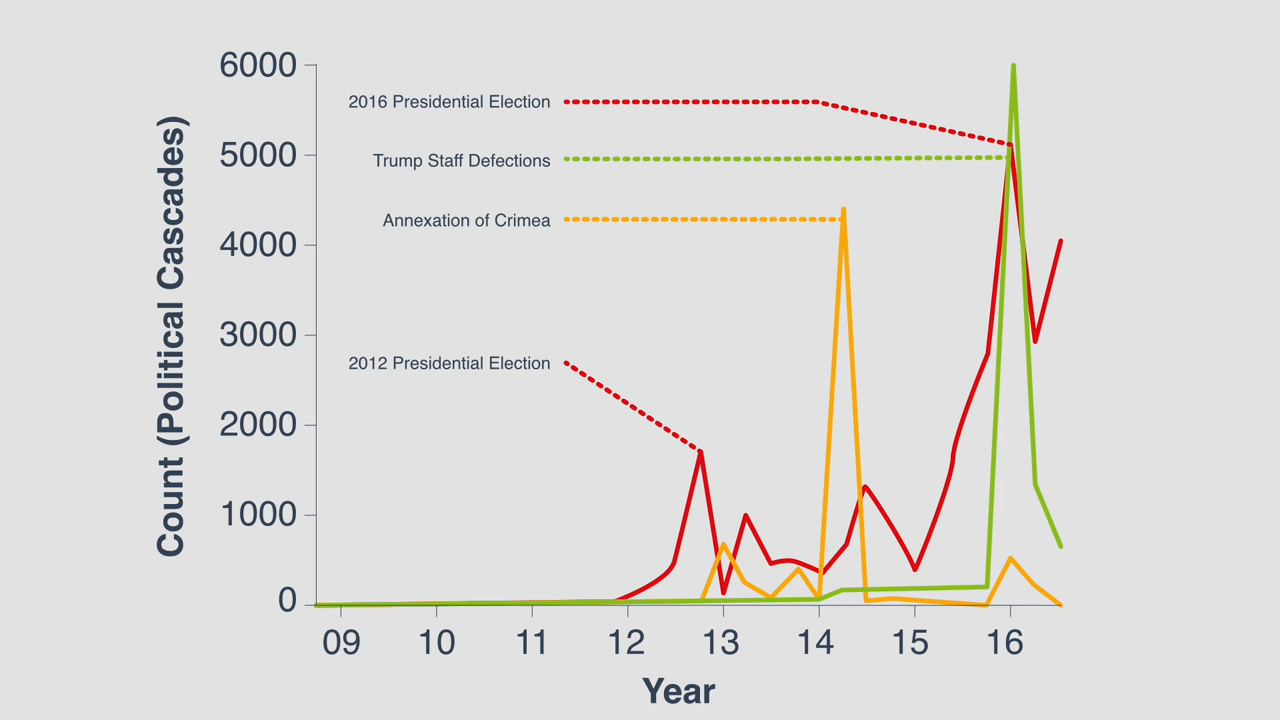 6000
2016 Presidential Election
5000
Trump Staff Defections
Annexation of Crimea
4000
3000
2012 Presidential Election
2000
1000
0
Count (Political Cascades)
09 10 11 12 13 14 15 16
Year